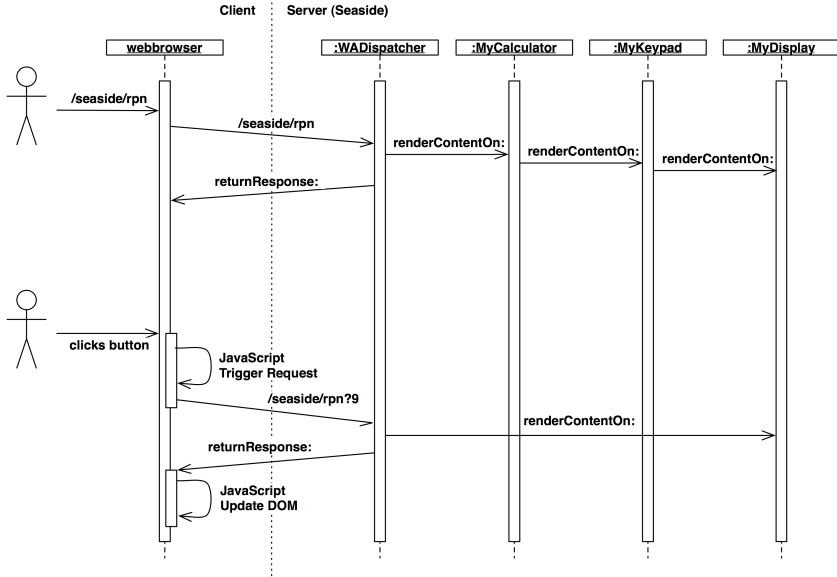 Client
Server (Seaside)
webbrowser
:WADispatcher
:MyCalculator
:MyKeypad
:MyDisplay
/seaside/rpn
/seaside/rpn
renderContentOn:
renderContentOn:
renderContentOn:
returnResponse:
clicks button
JavaScript
Trigger Request
/seaside/rpn?9
renderContentOn:
returnResponse:
JavaScript
Update DOM